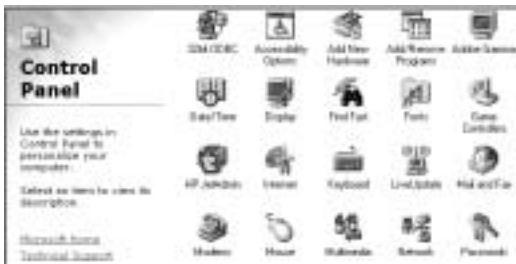 Control
Panel
Use the settings in
Control Panel to
personalize your
computer.
Select an item to view its
description.
Microsoft home
Technical Support
Accessibility
Options
Add New
Hardware
Add/Remove
Programs
Date/Time
Display
Find Fast
Fonts
Game
Controllers
HP JetAdmin
Internet
Keyboard
LiveUpdate
Mail and Fax
Modems
Mouse
Multimedia
Network
Passwords